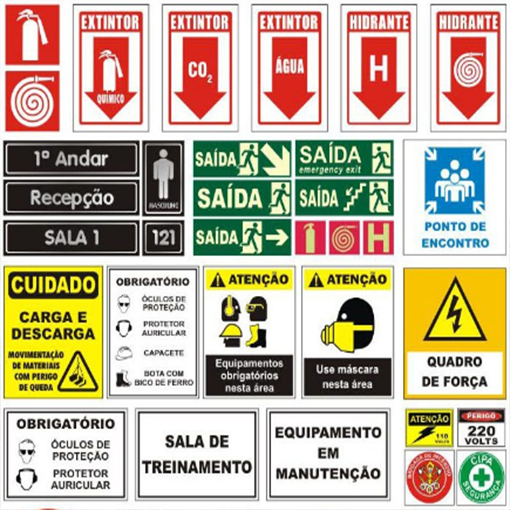 EXTINTOR
QUÍMICO
EXTINTOR
CO2
EXTINTOR
ÁGUA
HIDRANTE
H
HIDRANTE
1º Andar
Recepção
SALA 1
MASCULINO
121
SAÍDA
SAÍDA
emergency exit
SAÍDA
SAÍDA
SAÍDA
H
PONTO DE
ENCONTRO
CUIDADO
CARGA E
DESCARGA
MOVIMENTAÇÃO
DE MATERIAIS
COM PERIGO
DE QUEDA
OBRIGATÓRIO
ÓCULOS DE
PROTEÇÃO
PROTETOR
AURICULAR
CAPACETE
BOTA COM
BICO DE FERRO
ATENÇÃO
Equipamentos
obrigatórios
nesta área
ATENÇÃO
Use máscara
nesta área
QUADRO
DE FORÇA
OBRIGATÓRIO
ÓCULOS DE
PROTEÇÃO
PROTETOR
AURICULAR
SALA DE
TREINAMENTO
EQUIPAMENTO
EM
MANUTENÇÃO
ATENÇÃO
110
VOLTS
PERIGO
220
VOLTS
BRIGADA DE INCÊNDIO
CIPA
SEGURANÇA